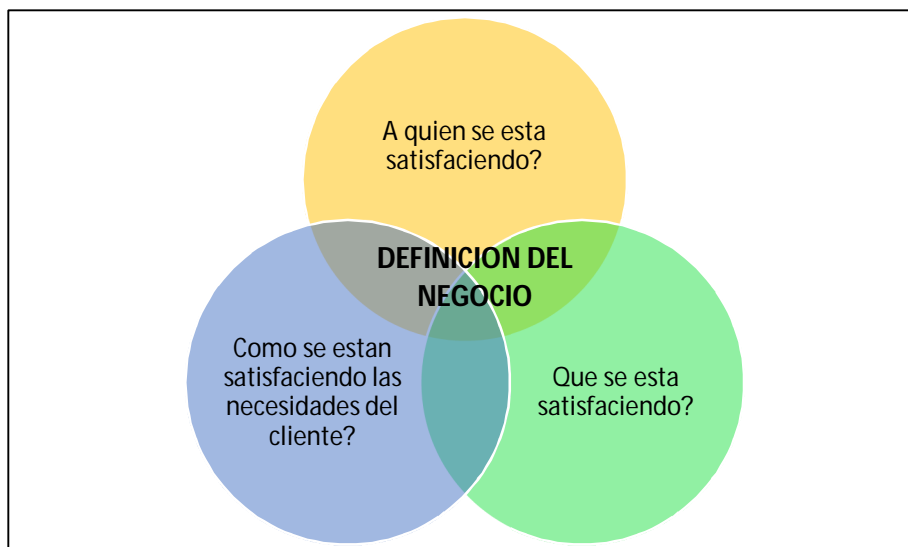 A quien se esta
satisfaciendo?
DEFINICION DEL
NEGOCIO
Como se estan
satisfaciendo las
necesidades del
cliente?
Que se esta
satisfaciendo?